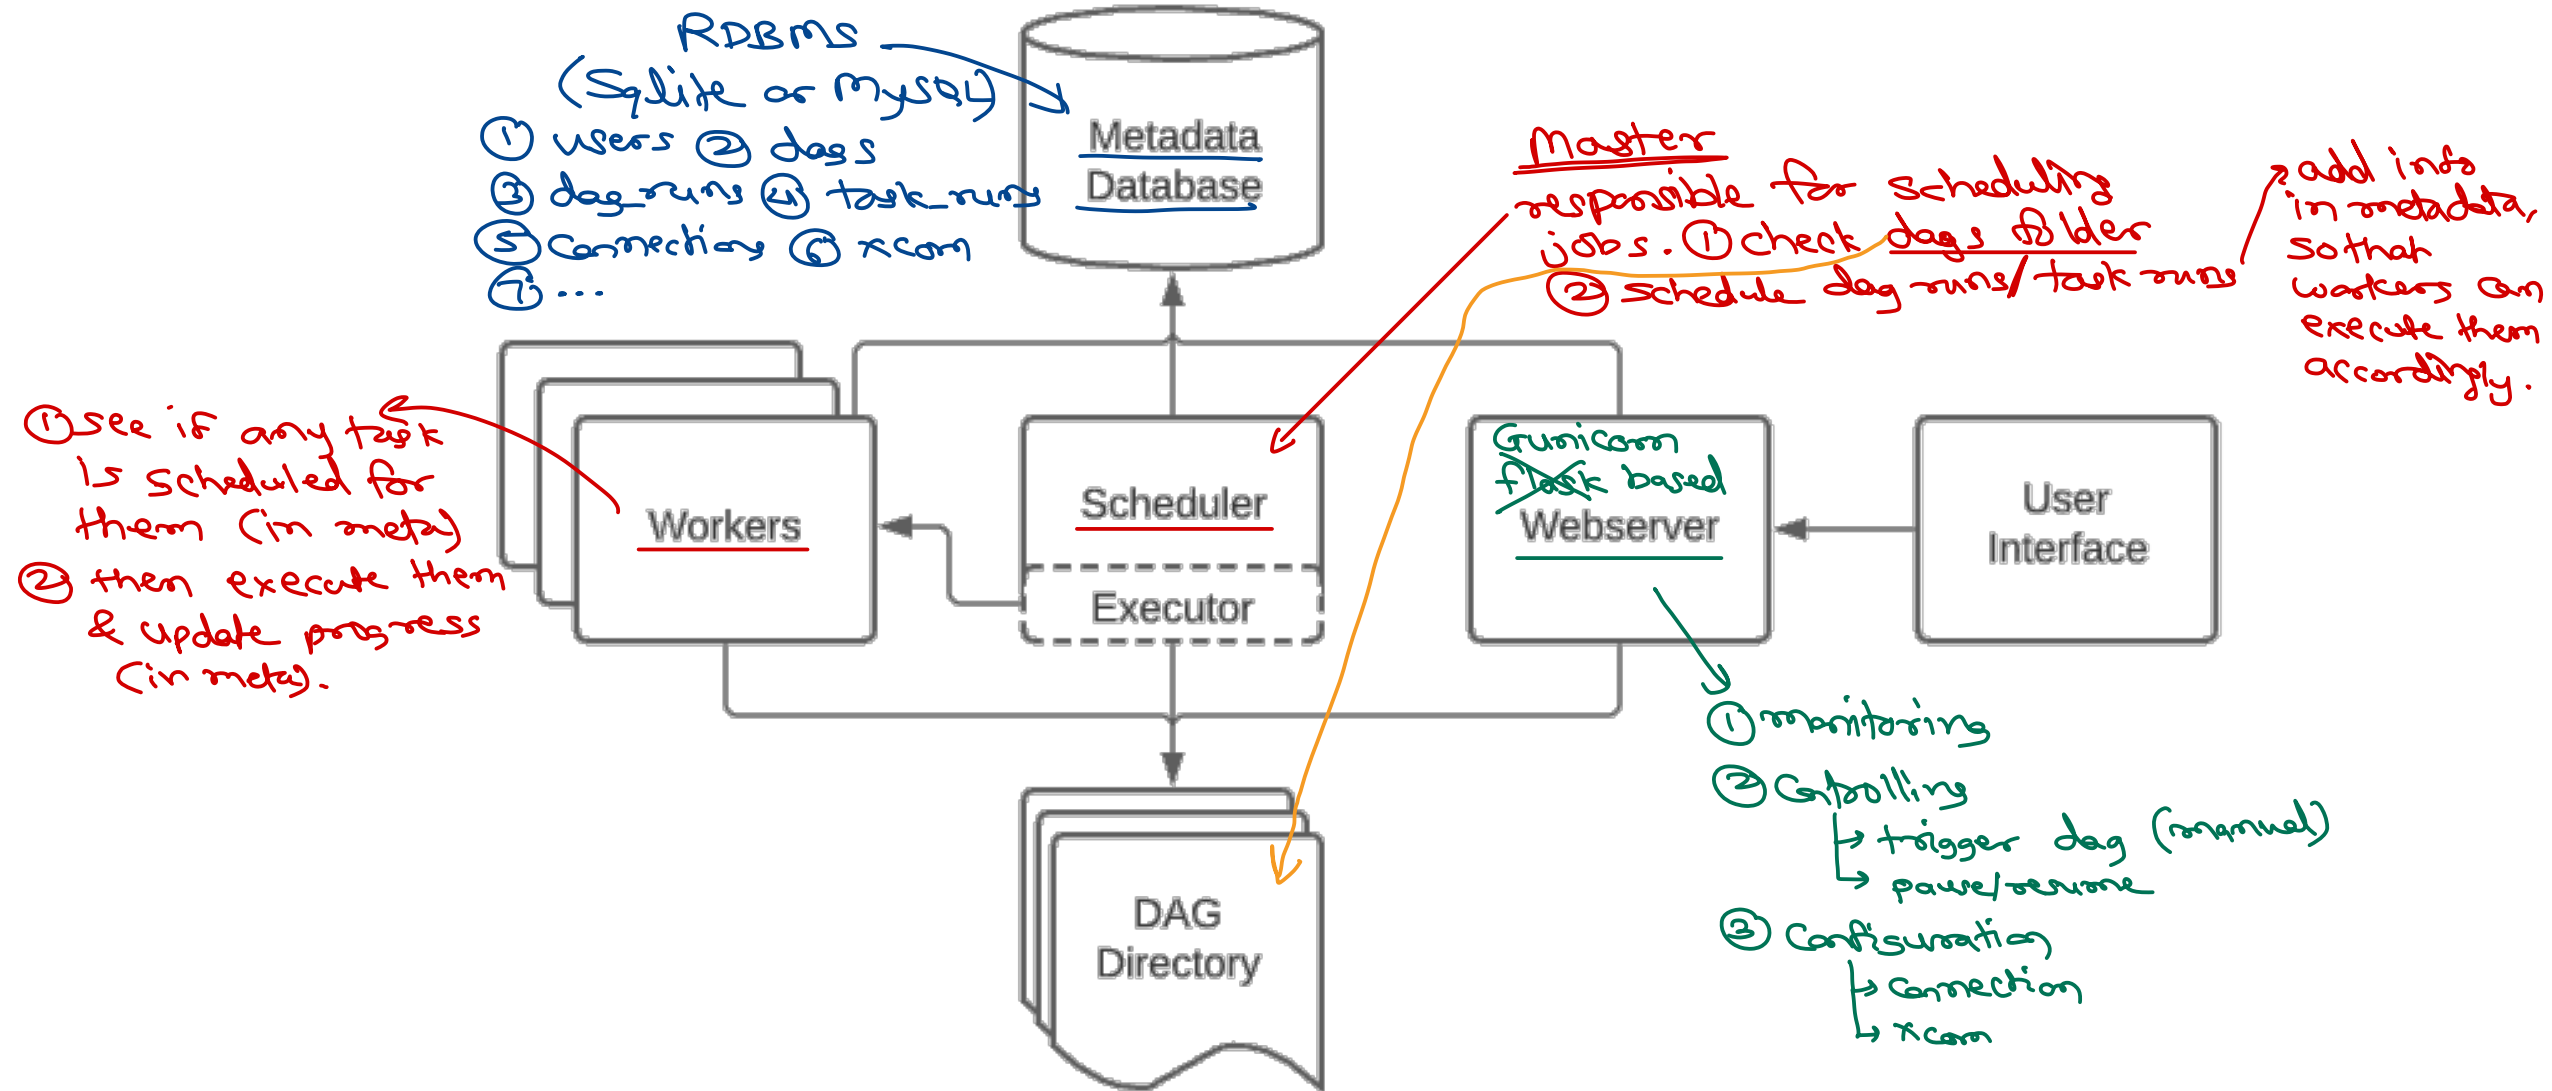 RDBMS
(Sqlite or MySQL)
① users ② dags
③ dag_runs ④ task_runs
⑤ connections ⑥ xcom
⑦ ...
Metadata
Database
Master
responsible for scheduling
jobs. ① check dags folder
② schedule dag runs/task runs
add info
in metadata,
so that
workers can
execute them
accordingly.
① see if any task
is scheduled for
them (in meta)
② then execute them
& update progress
(in meta).
Workers
Scheduler
Executor
Gunicorn
flask based
Webserver
User
Interface
① monitoring
② Controlling
trigger dag (manual)
pause/resume
③ Configuration
connection
xcom
DAG
Directory